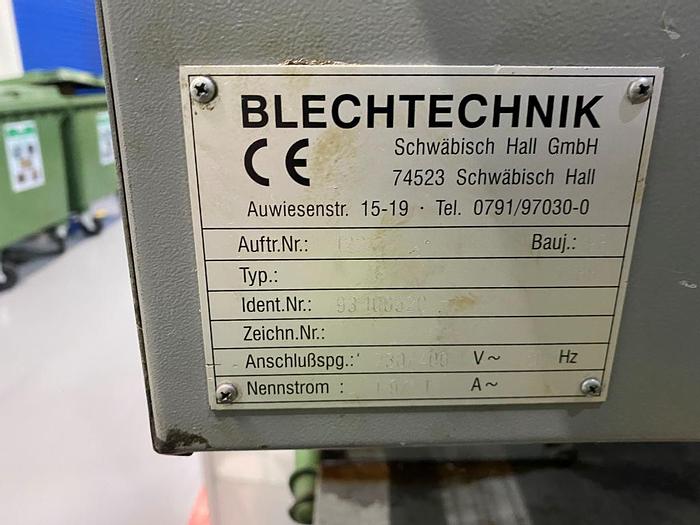 BLECHTECHNIK
CE
Schwäbisch Hall GmbH
74523 Schwäbisch Hall
Auwiesenstr. 15-19 · Tel. 0791/97030-0
Auftr.Nr.: Bauj.:
Typ.:
Ident.Nr.:
Zeichn.Nr.:
Anschlußspg.: V~ Hz
Nennstrom : A~